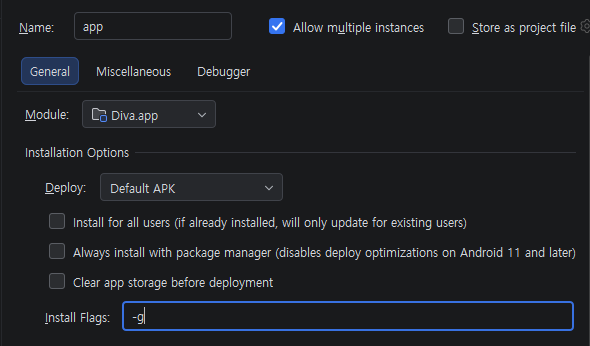 Name: app Allow multiple instances Store as project file
General Miscellaneous Debugger
Module: Diva.app
Installation Options
Deploy: Default APK
Install for all users (if already installed, will only update for existing users)
Always install with package manager (disables deploy optimizations on Android 11 and later)
Clear app storage before deployment
Install Flags: -g